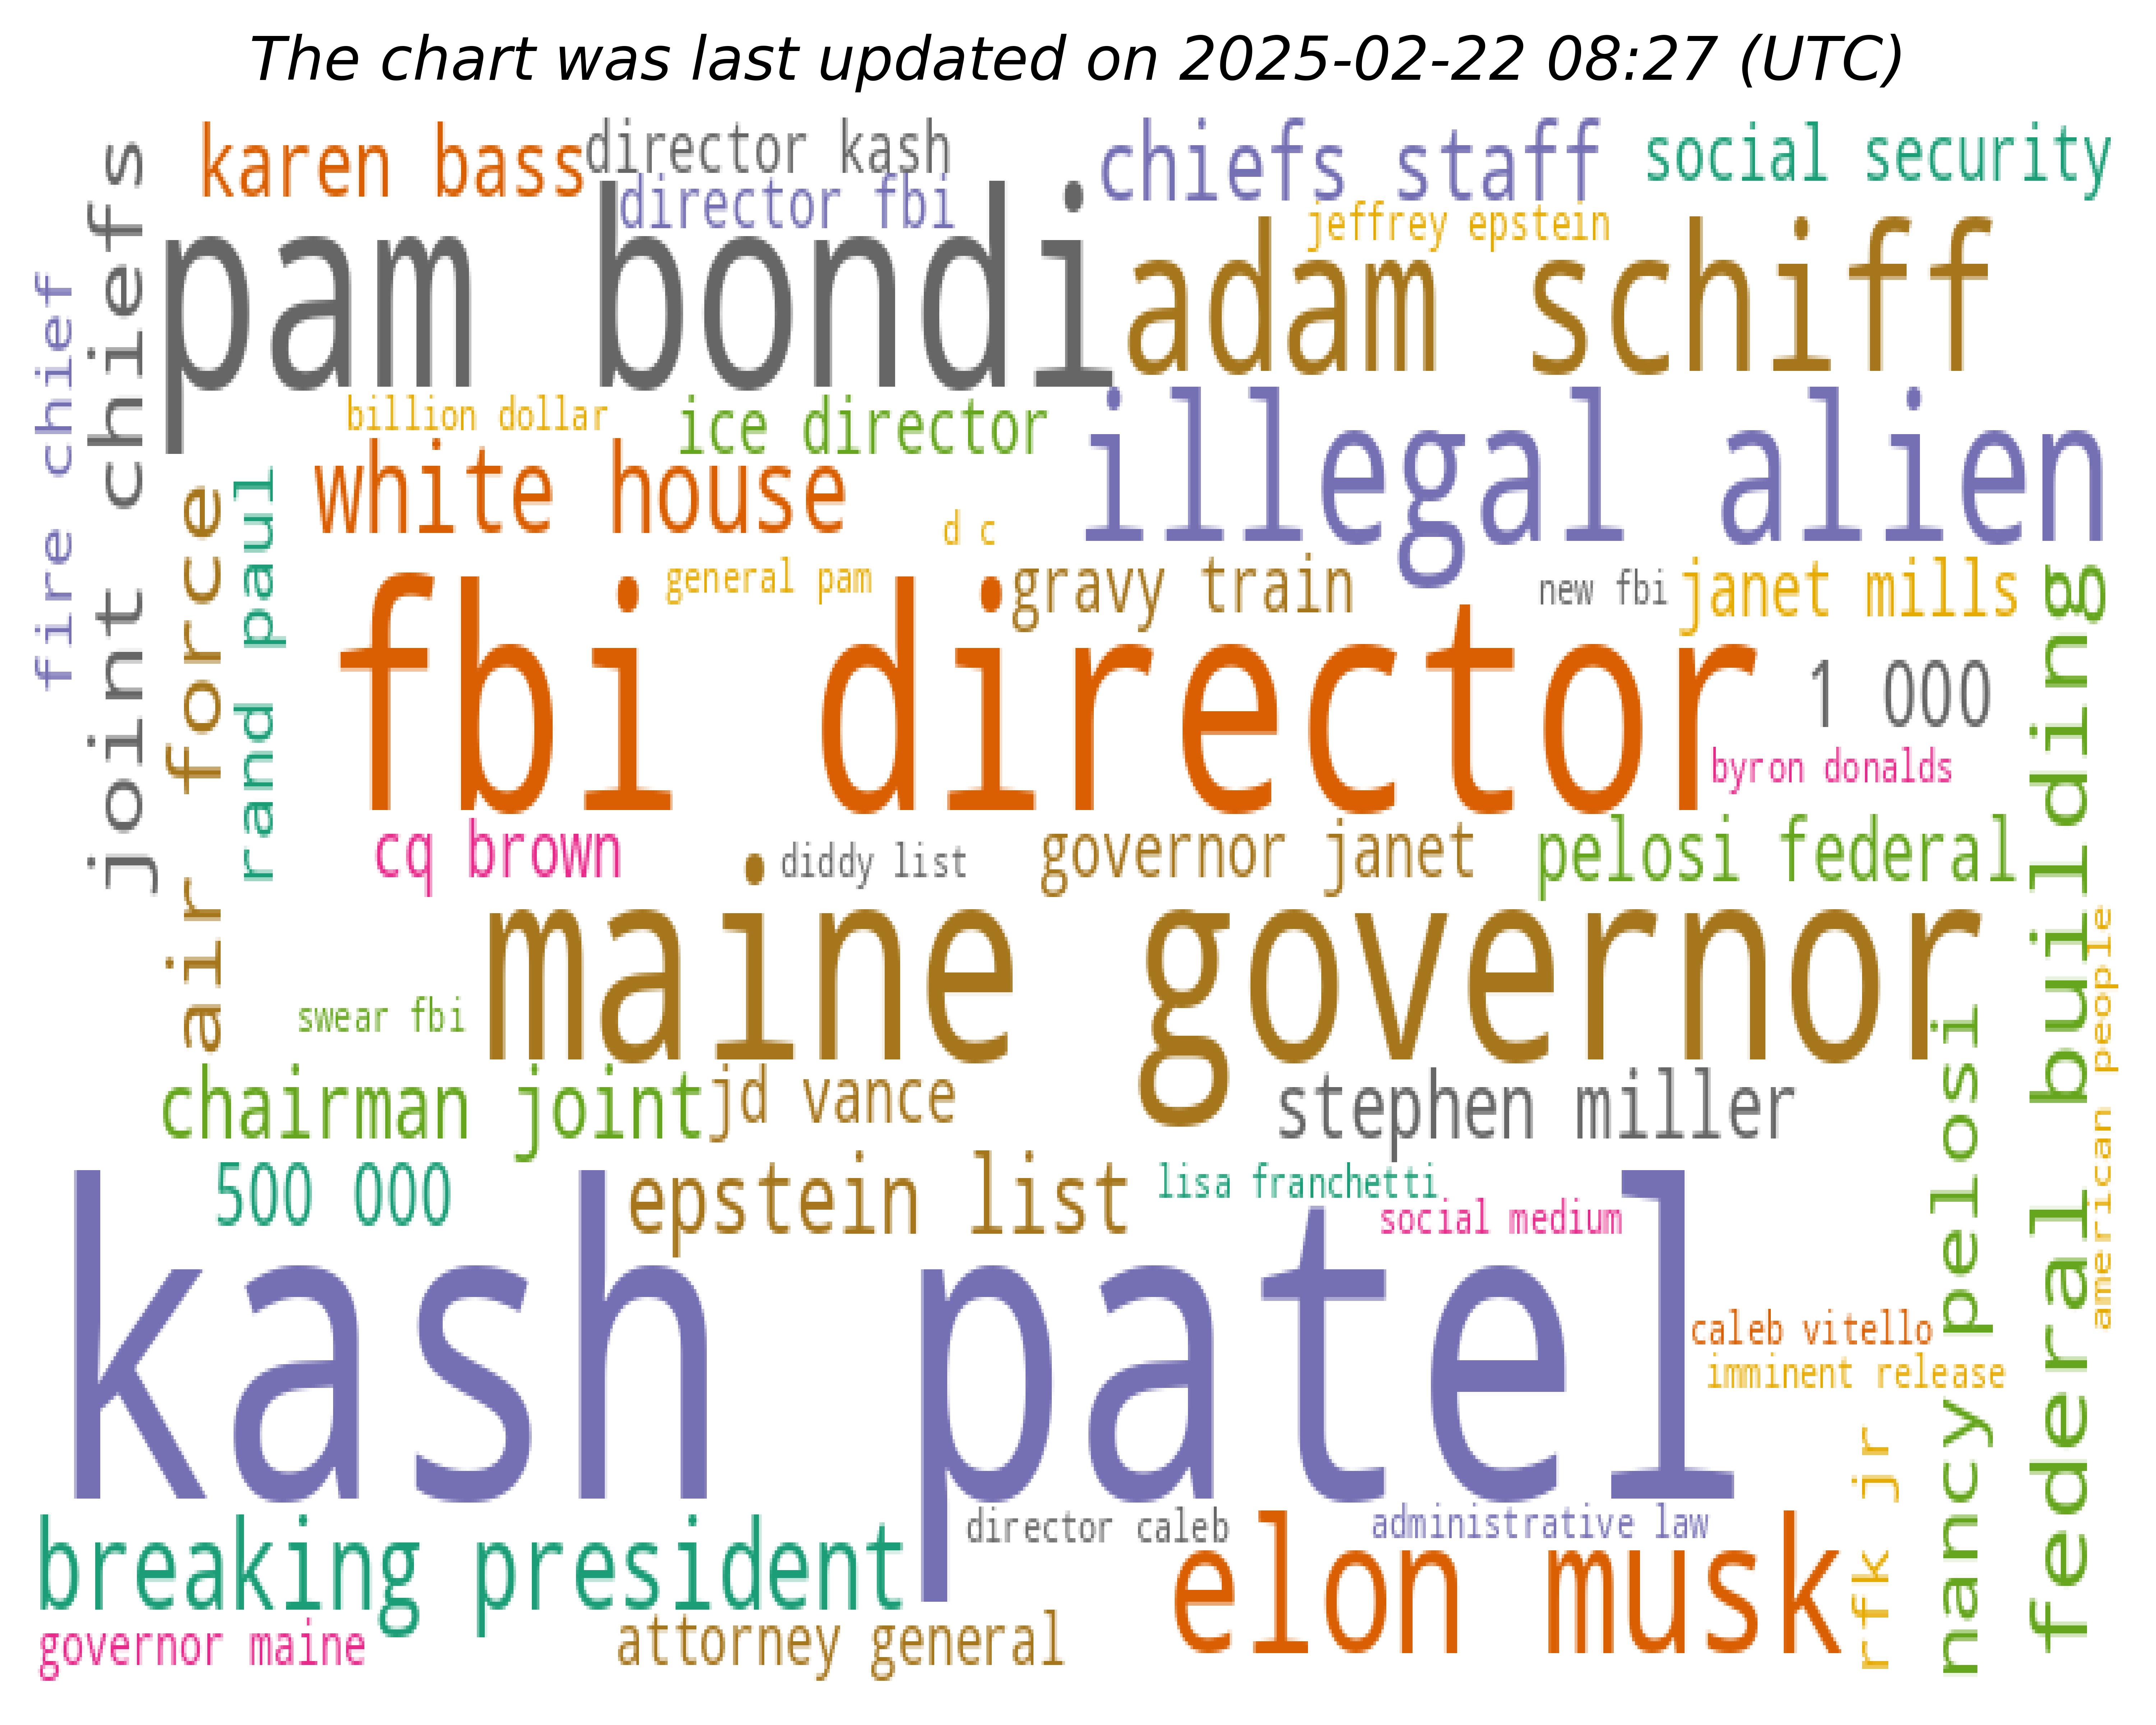 The chart was last updated on 2025-02-22 08:27 (UTC)
karen bass
director kash
chiefs staff
social security
director fbi
jeffrey epstein
pam bondi
adam schiff
fire chief
joint chiefs
billion dollar
ice director
illegal alien
white house
air force
rand paul
d c
general pam
gravy train
new fbi
janet mills
fbi director
1 000
byron donalds
federal building
cq brown
diddy list
governor janet
pelosi federal
maine governor
american people
swear fbi
chairman joint
jd vance
stephen miller
nancy pelosi
500 000
epstein list
lisa franchetti
social medium
kash patel
caleb vitello
imminent release
rfk jr
breaking president
director caleb
administrative law
elon musk
governor maine
attorney general